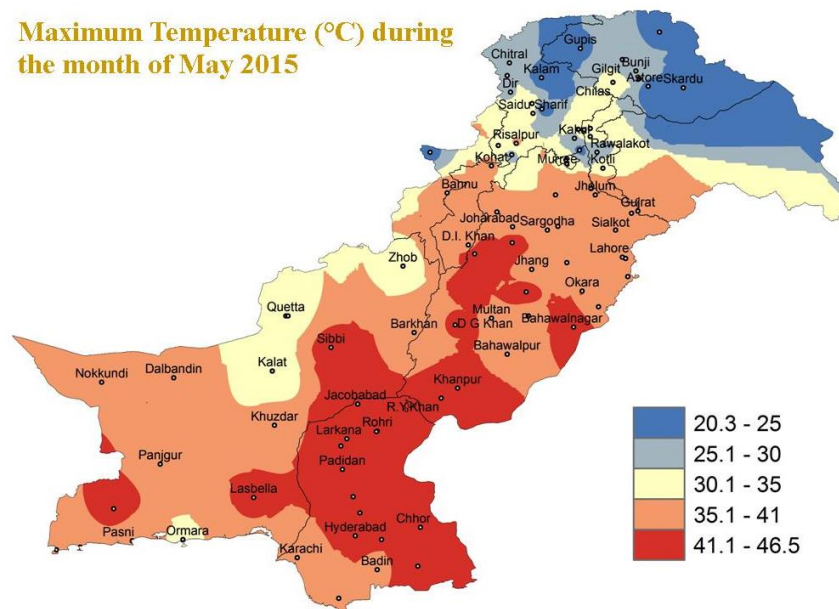 Maximum Temperature (°C) during
the month of May 2015
Gupis
Chitral
Bunji
Gilgit
Kalam
Astore Skardu
Dir
Chilas
Saidu Sharif
Risalpur
Rawalakot
Kohat
Murree
Kotli
Bannu
Jhelum
Gujrat
Joharabad
Sargodha
Sialkot
D.I. Khan
Lahore
Zhob
Jhang
Okara
Quetta
Multan
Barkhan
D G Khan
Bahawalnagar
Sibbi
Bahawalpur
Kalat
Nokkundi
Dalbandin
Khanpur
Jacobabad
R.Y.Khan
Khuzdar
Rohri
Larkana
Panjgur
Padidan
Lasbella
Hyderabad
Chhor
Pasni
Ormara
Karachi
Badin
20.3 - 25
25.1 - 30
30.1 - 35
35.1 - 41
41.1 - 46.5